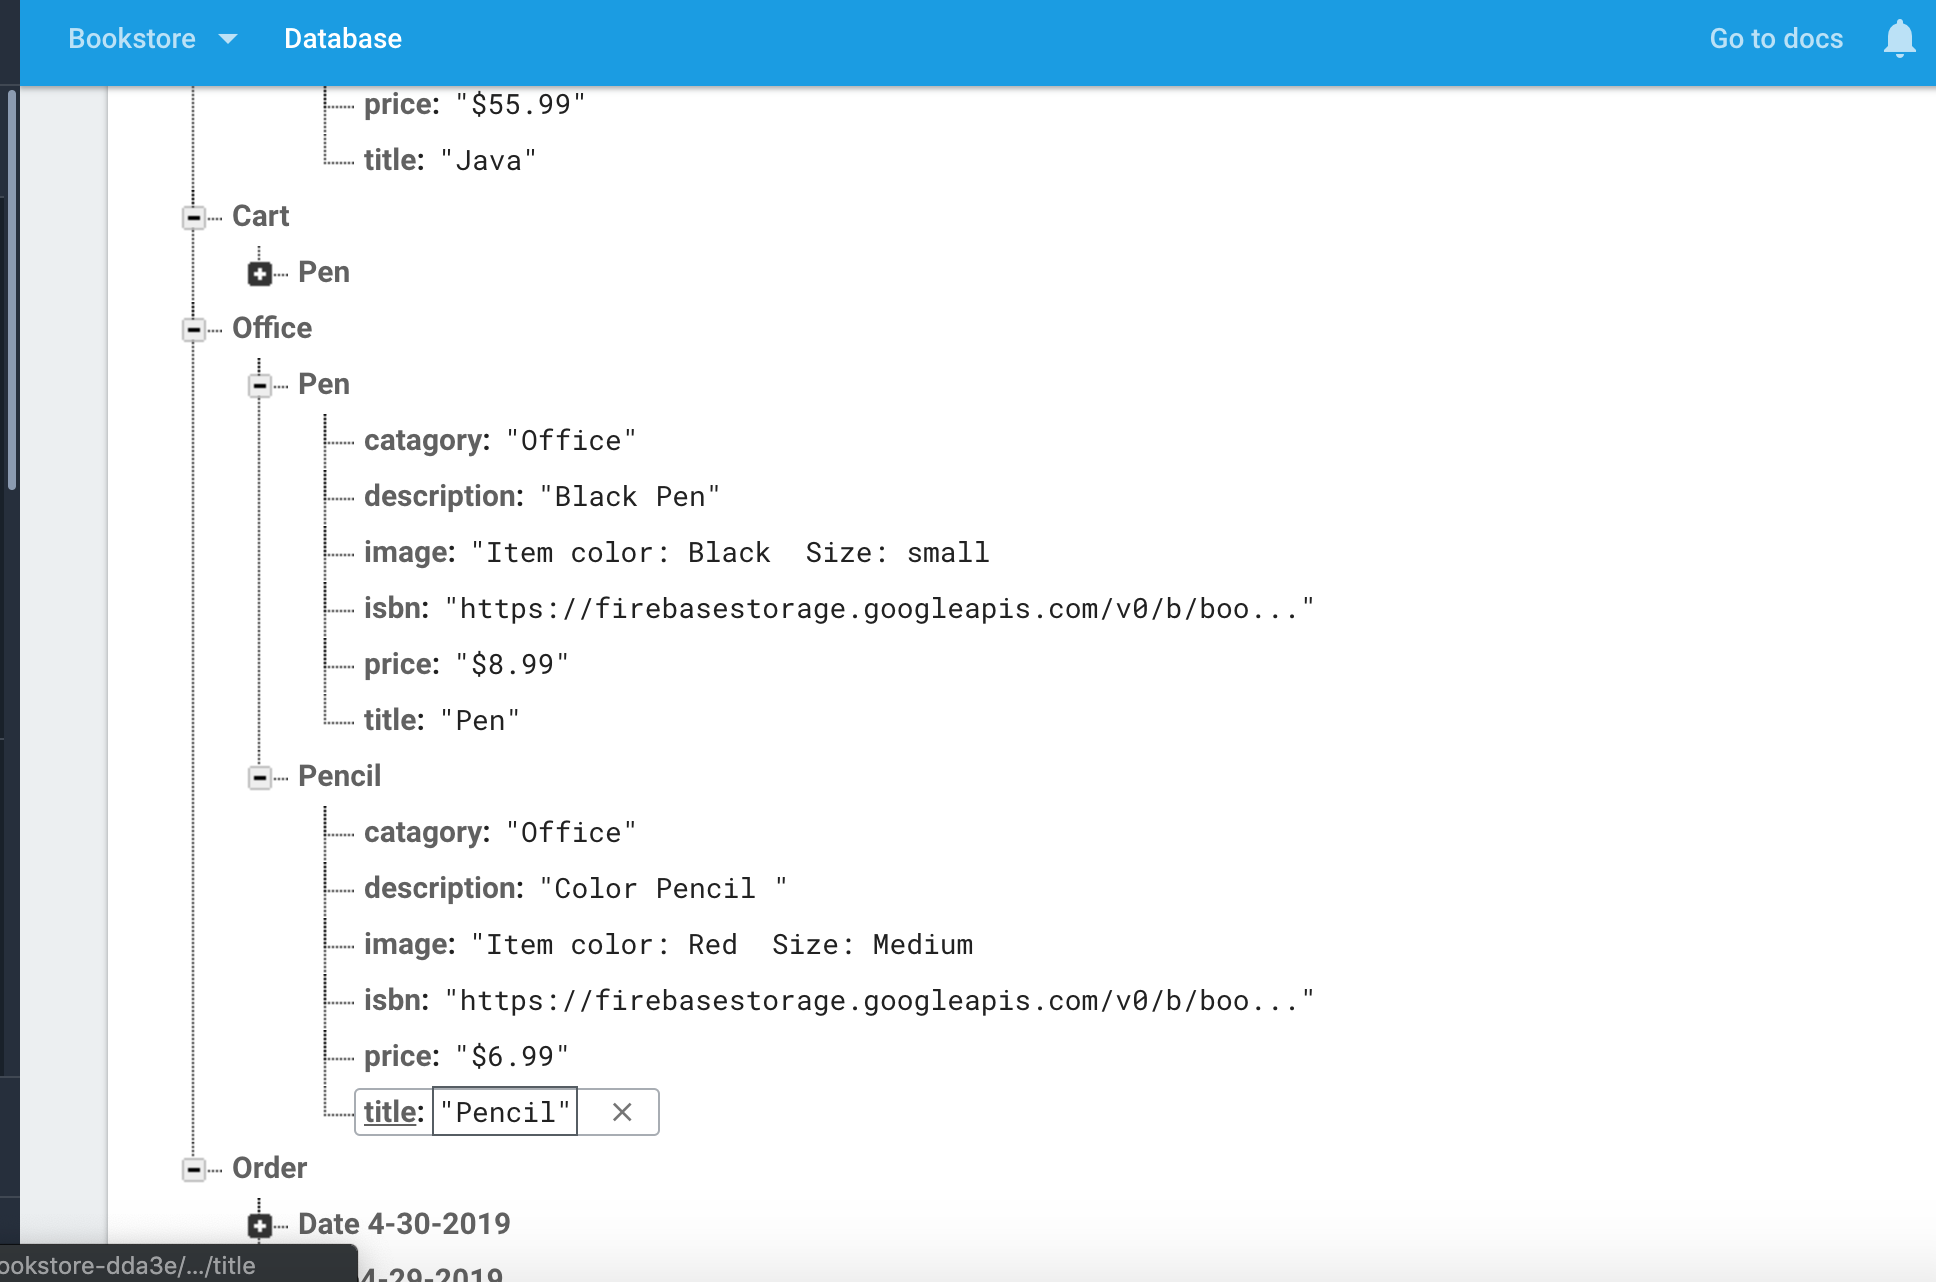 Bookstore Database Go to docs
price: "$55.99"
title: "Java"
Cart
Pen
Office
Pen
catagory: "Office"
description: "Black Pen"
image: "Item color: Black  Size: small
isbn: "https://firebasestorage.googleapis.com/v0/b/boo..."
price: "$8.99"
title: "Pen"
Pencil
catagory: "Office"
description: "Color Pencil "
image: "Item color: Red  Size: Medium
isbn: "https://firebasestorage.googleapis.com/v0/b/boo..."
price: "$6.99"
title: "Pencil"
Order
Date 4-30-2019
ookstore-dda3e/.../title
4-29-2019